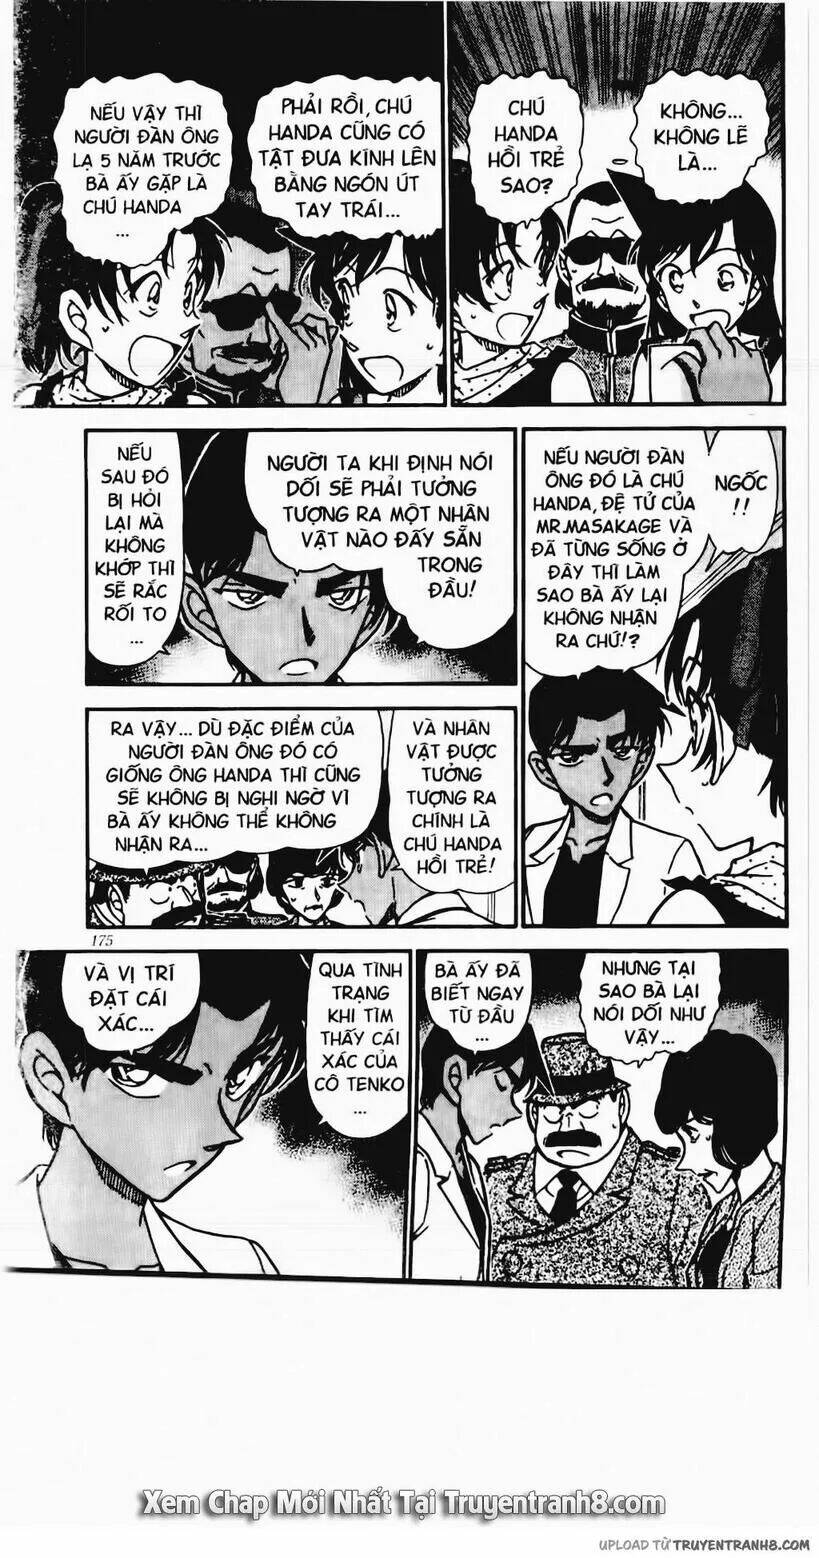 KHÔNG...
KHÔNG LẼ
LÀ...
CHÚ
HANDA
HỒI TRẺ
SAO?
PHẢI RỒI, CHÚ
HANDA CŨNG CÓ
TẬT ĐƯA KÍNH LÊN
BẰNG NGÓN ÚT
TAY TRÁI...
NẾU VẬY THÌ
NGƯỜI ĐÀN ÔNG
LẠ 5 NĂM TRƯỚC
BÀ ẤY GẶP LÀ
CHÚ HANDA
...
NGỐC
!!
NẾU NGƯỜI ĐÀN
ÔNG ĐÓ LÀ CHÚ
HANDA, ĐỆ TỬ CỦA
MR.MASAKAGE VÀ
ĐÃ TỪNG SỐNG Ở
ĐÂY THÌ LÀM
SAO BÀ ẤY LẠI
KHÔNG NHẬN
RA CHỨ!?
NGƯỜI TA KHI ĐỊNH NÓI
DỐI SẼ PHẢI TƯỞNG
TƯỢNG RA MỘT NHÂN
VẬT NÀO ĐẤY SẴN
TRONG
ĐẦU!
NẾU
SAU ĐÓ
BỊ HỎI
LẠI MÀ
KHÔNG
KHỚP THÌ
SẼ RẮC
RỐI TO
...
VÀ NHÂN
VẬT ĐƯỢC
TƯỞNG
TƯỢNG RA
CHÍNH LÀ
CHÚ HANDA
HỒI TRẺ!
RA VẬY... DÙ ĐẶC ĐIỂM CỦA
NGƯỜI ĐÀN ÔNG ĐÓ CÓ
GIỐNG ÔNG HANDA THÌ CŨNG
SẼ KHÔNG BỊ NGHI NGỜ VÌ
BÀ ẤY KHÔNG THỂ KHÔNG
NHẬN RA...
175
NHƯNG TẠI
SAO BÀ LẠI
NÓI DỐI NHƯ
VẬY...
BÀ ẤY ĐÃ
BIẾT NGAY
TỪ ĐẦU
...
QUA TÌNH
TRẠNG
KHI TÌM
THẤY CÁI
XÁC CỦA
CÔ TENKO
...
VÀ VỊ TRÍ
ĐẶT CÁI
XÁC...
Xem Chap Mới Nhất Tại Truyentranh8.com
UPLOAD TỪ TRUYENTRANH8.COM